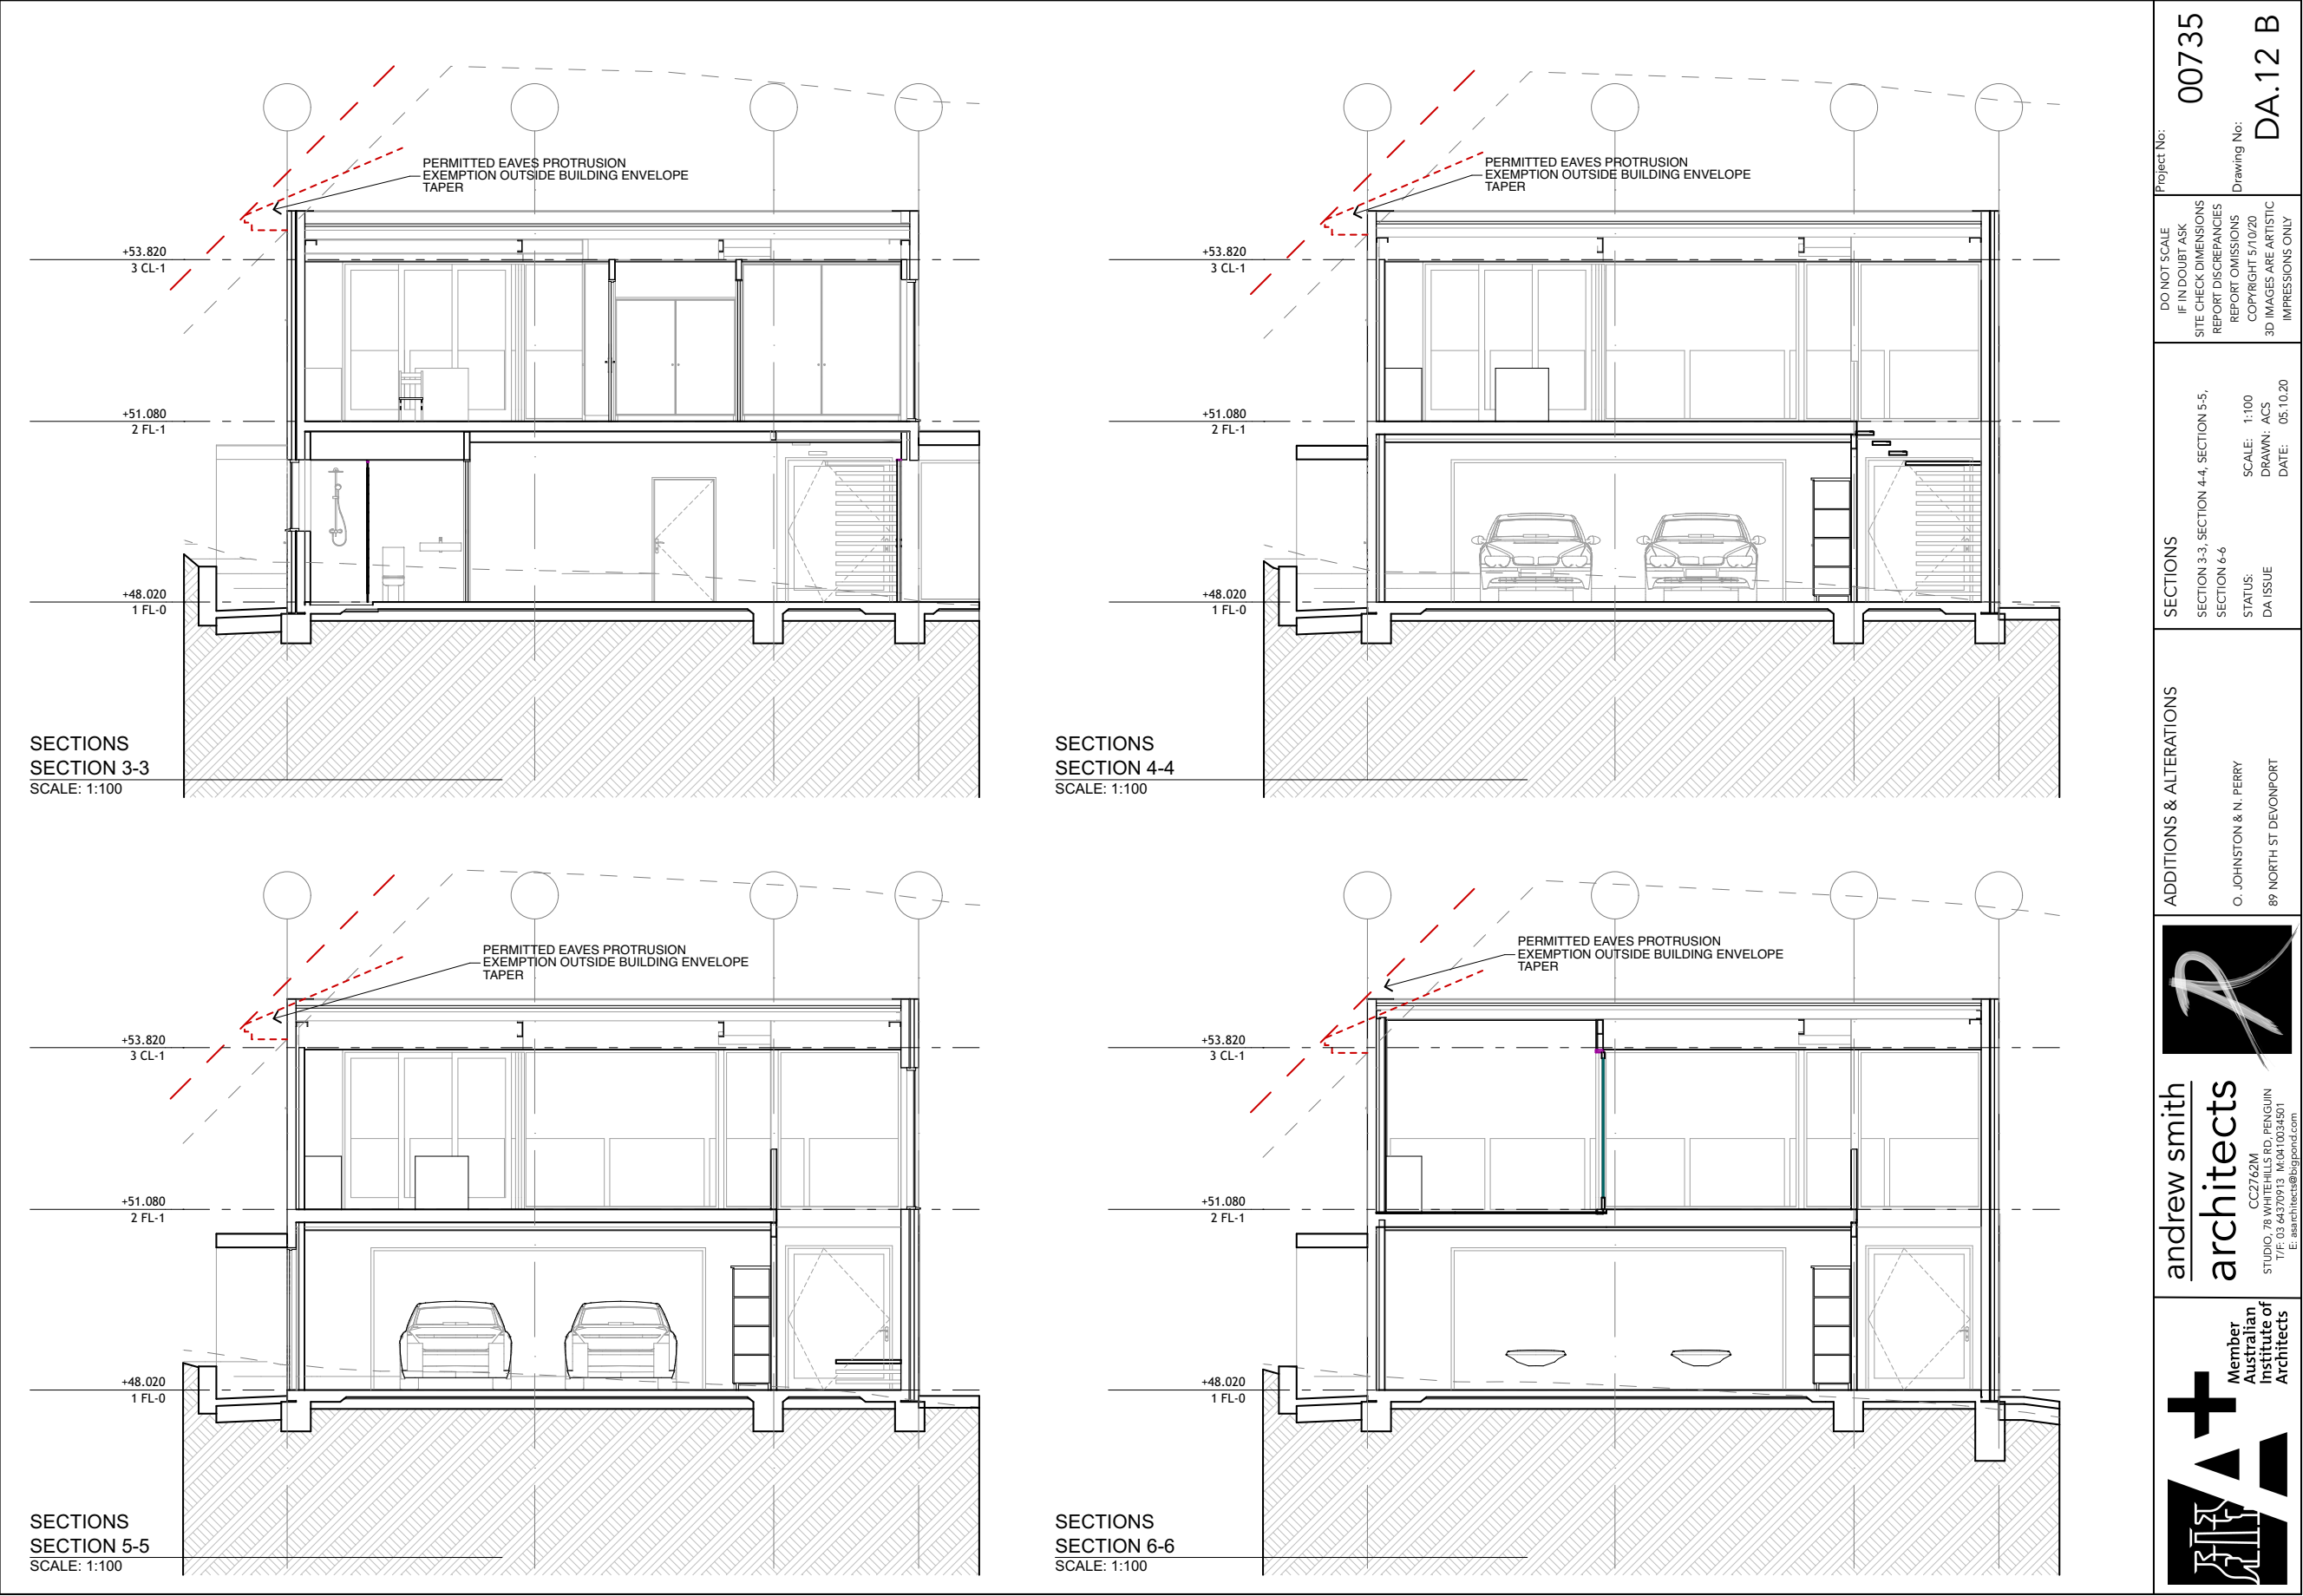 PERMITTED EAVES PROTRUSION
EXEMPTION OUTSIDE BUILDING ENVELOPE
TAPER
+53.820
3 CL-1
+51.080
2 FL-1
+48.020
1 FL-0
SECTIONS
SECTION 3-3
SCALE: 1:100
PERMITTED EAVES PROTRUSION
EXEMPTION OUTSIDE BUILDING ENVELOPE
TAPER
+53.820
3 CL-1
+51.080
2 FL-1
+48.020
1 FL-0
SECTIONS
SECTION 4-4
SCALE: 1:100
PERMITTED EAVES PROTRUSION
EXEMPTION OUTSIDE BUILDING ENVELOPE
TAPER
+53.820
3 CL-1
+51.080
2 FL-1
+48.020
1 FL-0
SECTIONS
SECTION 5-5
SCALE: 1:100
PERMITTED EAVES PROTRUSION
EXEMPTION OUTSIDE BUILDING ENVELOPE
TAPER
+53.820
3 CL-1
+51.080
2 FL-1
+48.020
1 FL-0
SECTIONS
SECTION 6-6
SCALE: 1:100
Project No:
00735
Drawing No:
DA.12 B
DO NOT SCALE
IF IN DOUBT ASK
SITE CHECK DIMENSIONS
REPORT DISCREPANCIES
REPORT OMISSIONS
COPYRIGHT 5/10/20
3D IMAGES ARE ARTISTIC
IMPRESSIONS ONLY
SECTIONS
SECTION 3-3, SECTION 4-4, SECTION 5-5,
SECTION 6-6
STATUS: SCALE: 1:100
DA ISSUE DRAWN: ACS
DATE: 05.10.20
ADDITIONS & ALTERATIONS
O. JOHNSTON & N. PERRY
89 NORTH ST DEVONPORT
andrew smith
architects
CC2762M
STUDIO, 78 WHITEHILLS RD, PENGUIN
T/F: 03 64370913 M:0410034501
E: asarchitects@bigpond.com
A+
Member
Australian
Institute of
Architects